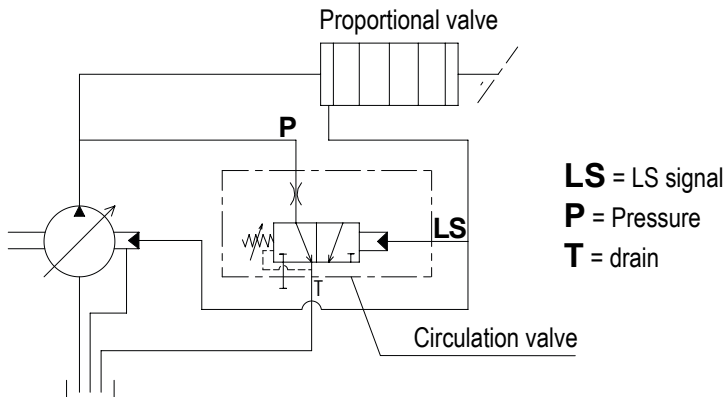 Proportional valve
P
LS = LS signal
P = Pressure
LS
T = drain
T
Circulation valve